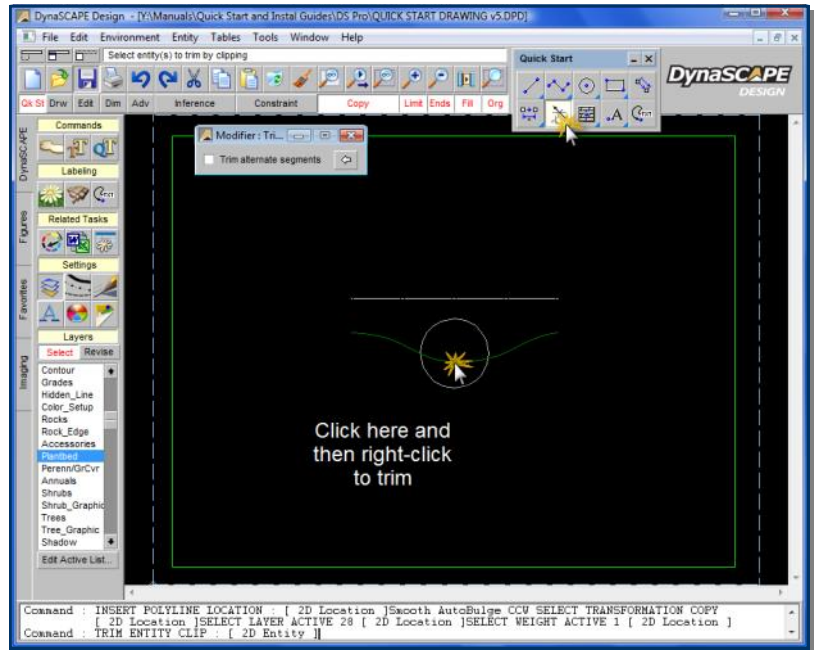 DynaSCAPE Design - [Y:\Manuals\Quick Start and Instal Guides\DS Pro\QUICK START DRAWING v5.DPD]
File Edit Environment Entity Tables Tools Window Help
Select entity(s) to trim by clipping
Quick Start
DynaSCAPE
DESIGN
Qk St Drw Edit Dim Adv Inference Constraint Copy Limit Ends Fill Org
DynaSCAPE
Figures
Favorites
Imaging
Commands
Labeling
Related Tasks
Settings
Layers
Select Revise
Contour
Grades
Hidden_Line
Color_Setup
Rocks
Rock_Edge
Accessories
Plantbed
Perenn/GrCvr
Annuals
Shrubs
Shrub_Graphic
Trees
Tree_Graphic
Shadow
Edit Active List...
Modifier : Tri...
Trim alternate segments
Click here and
then right-click
to trim
Command : INSERT POLYLINE LOCATION : [ 2D Location ]Smooth AutoBulge CCW SELECT TRANSFORMATION COPY
[ 2D Location ]SELECT LAYER ACTIVE 28 [ 2D Location ]SELECT WEIGHT ACTIVE 1 [ 2D Location ]
Command : TRIM ENTITY CLIP : [ 2D Entity ]